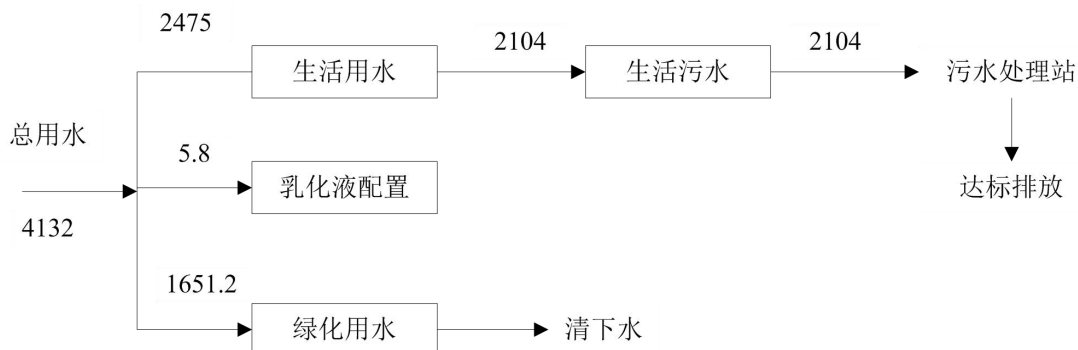 2475
2104
2104
生活用水
生活污水
污水处理站
总用水
5.8
乳化液配置
达标排放
4132
1651.2
绿化用水
清下水